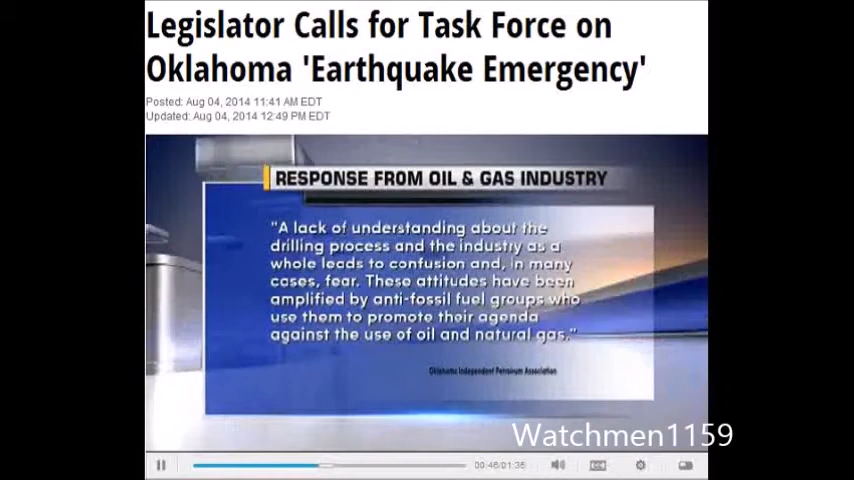 Legislator Calls for Task Force on
Oklahoma 'Earthquake Emergency'
Posted: Aug 04, 2014 11:41 AM EDT
Updated: Aug 04, 2014 12:49 PM EDT
RESPONSE FROM OIL & GAS INDUSTRY
"A lack of understanding about the
drilling process and the industry as a
whole leads to confusion and, in many
cases, fear. These attitudes have been
amplified by anti-fossil fuel groups who
use them to promote their agenda
against the use of oil and natural gas."
Oklahoma Independent Petroleum Association
Watchmen1159
00:46/01:35
CC